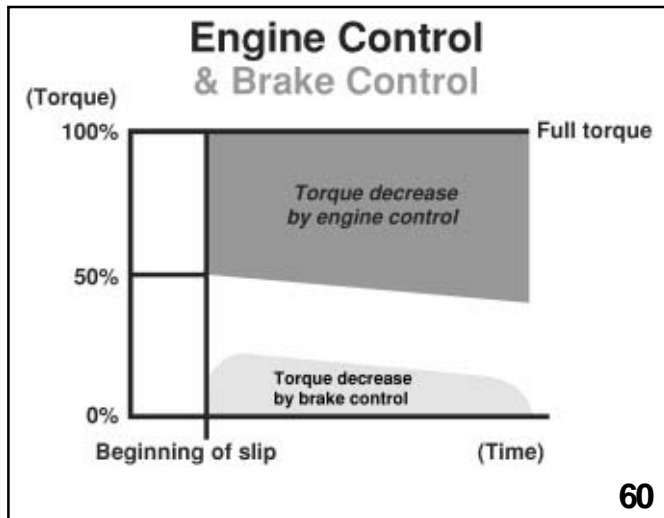 Engine Control
& Brake Control
(Torque)
100%
Full torque
Torque decrease
by engine control
50%
Torque decrease
by brake control
0%
Beginning of slip
(Time)
60